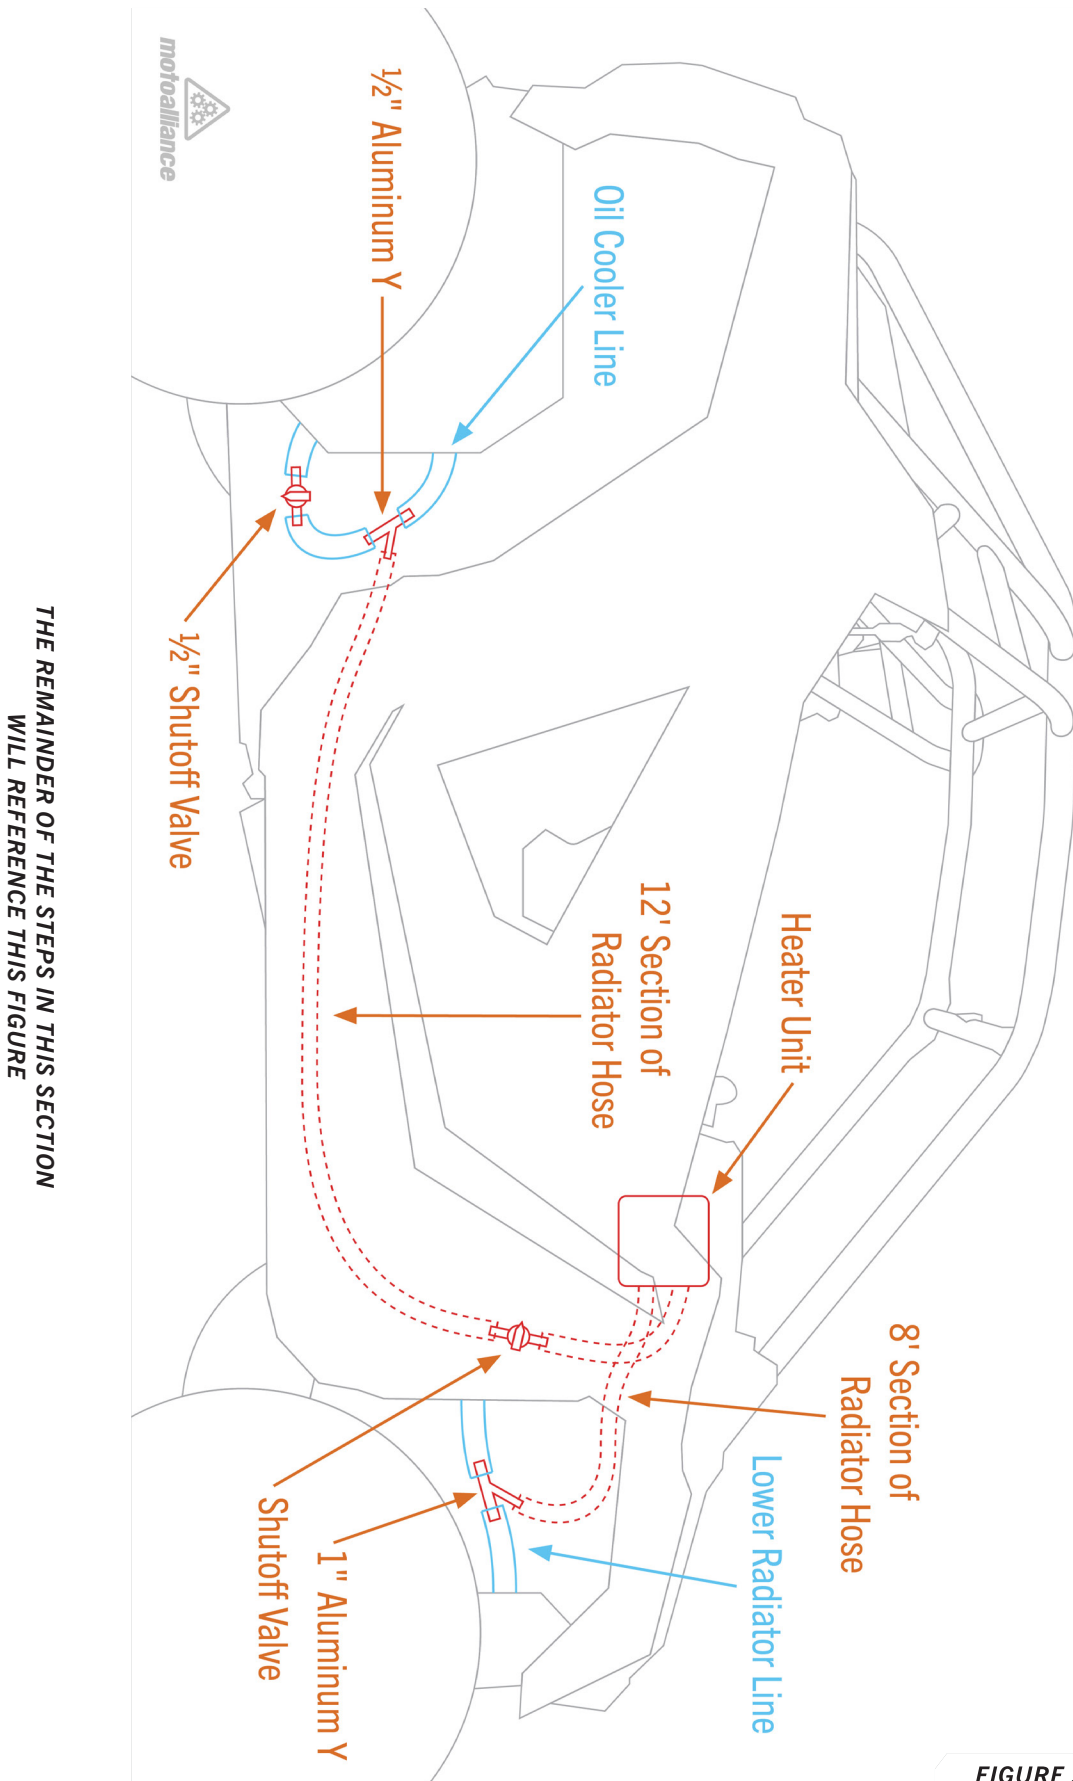 motoalliance
½" Aluminum Y
Oil Cooler Line
½" Shutoff Valve
12' Section of
Radiator Hose
Heater Unit
8' Section of
Radiator Hose
Lower Radiator Line
1" Aluminum Y
Shutoff Valve
THE REMAINDER OF THE STEPS IN THIS SECTION
WILL REFERENCE THIS FIGURE
FIGURE